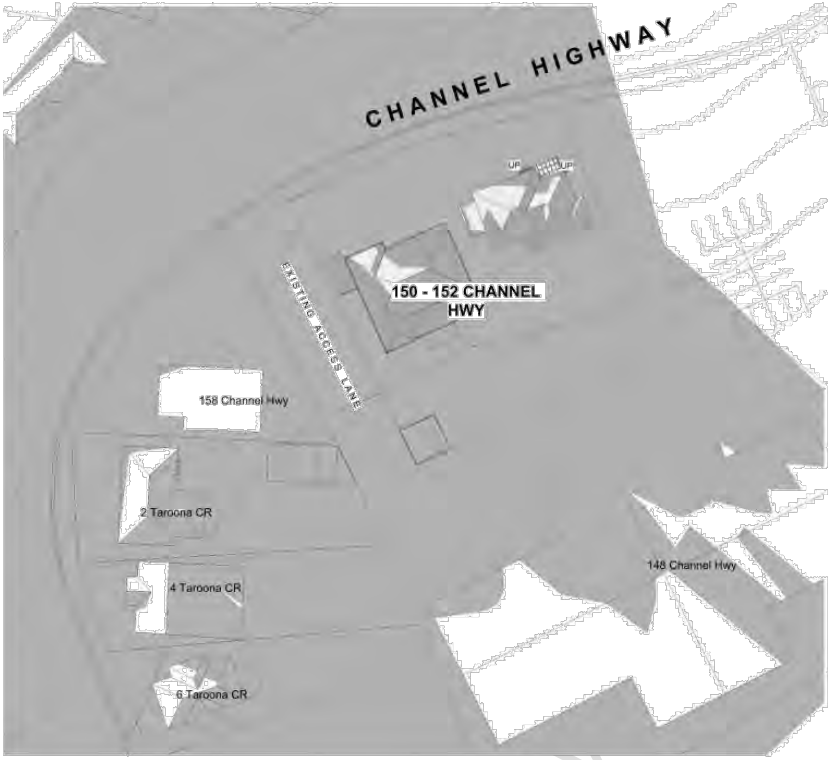 CHANNEL HIGHWAY
UP
UP
150 - 152 CHANNEL
HWY
EXISTING ACCESS LANE
158 Channel Hwy
2 Taroona CR
148 Channel Hwy
4 Taroona CR
6 Taroona CR